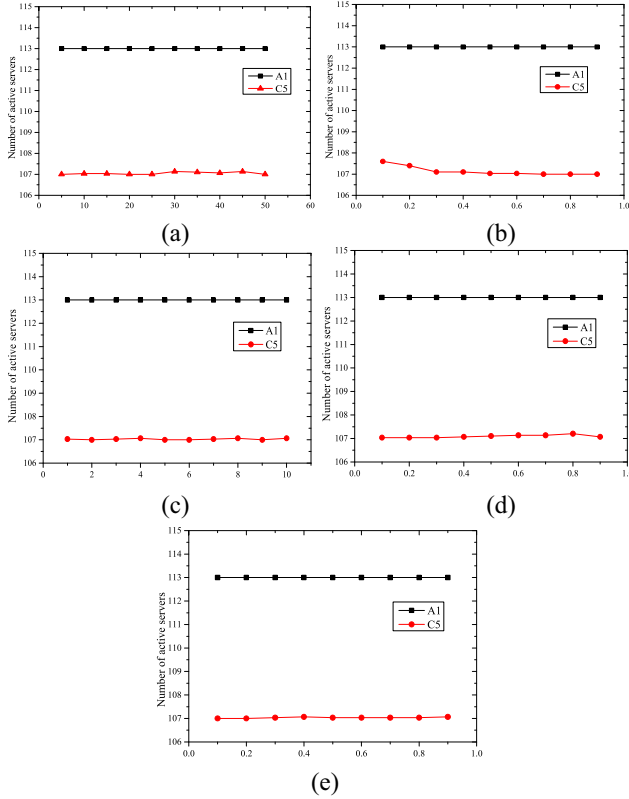 115
114
113
112
111
110
109
108
107
106
Number of active servers
A1
C5
0 10 20 30 40 50 60
(a)
115
114
113
112
111
110
109
108
107
106
Number of active servers
A1
C5
0.0 0.2 0.4 0.6 0.8 1.0
(b)
115
114
113
112
111
110
109
108
107
106
Number of active servers
A1
C5
0 2 4 6 8 10
(c)
115
114
113
112
111
110
109
108
107
106
Number of active servers
A1
C5
0.0 0.2 0.4 0.6 0.8 1.0
(d)
115
114
113
112
111
110
109
108
107
106
Number of active servers
A1
C5
0.0 0.2 0.4 0.6 0.8 1.0
(e)